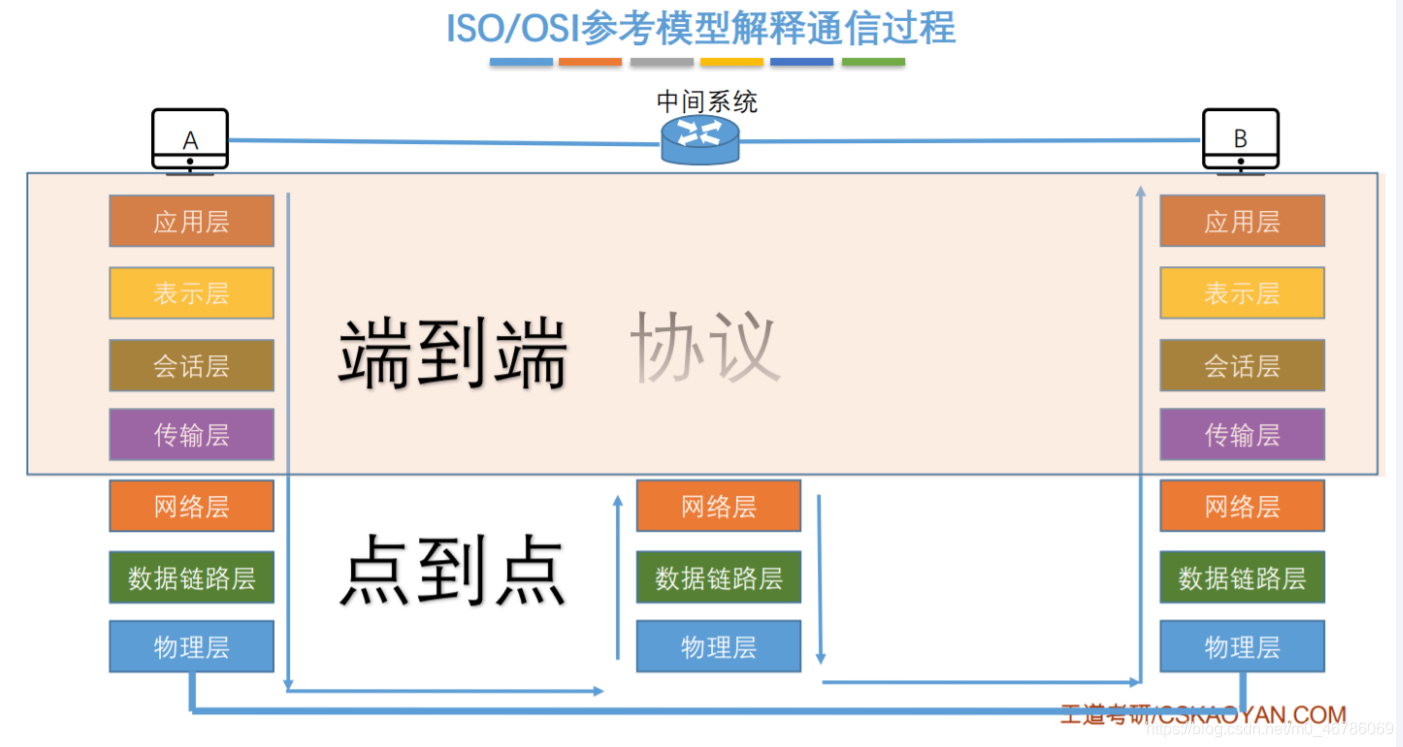 ISO/OSI参考模型解释通信过程
中间系统
A
B
应用层
应用层
表示层
表示层
端到端 协议
会话层
会话层
传输层
传输层
网络层
网络层
网络层
点到点
数据链路层
数据链路层
数据链路层
物理层
物理层
物理层
王道考研/CSKAOYAN.COM
https://blog.csdn.net/m0_46786069